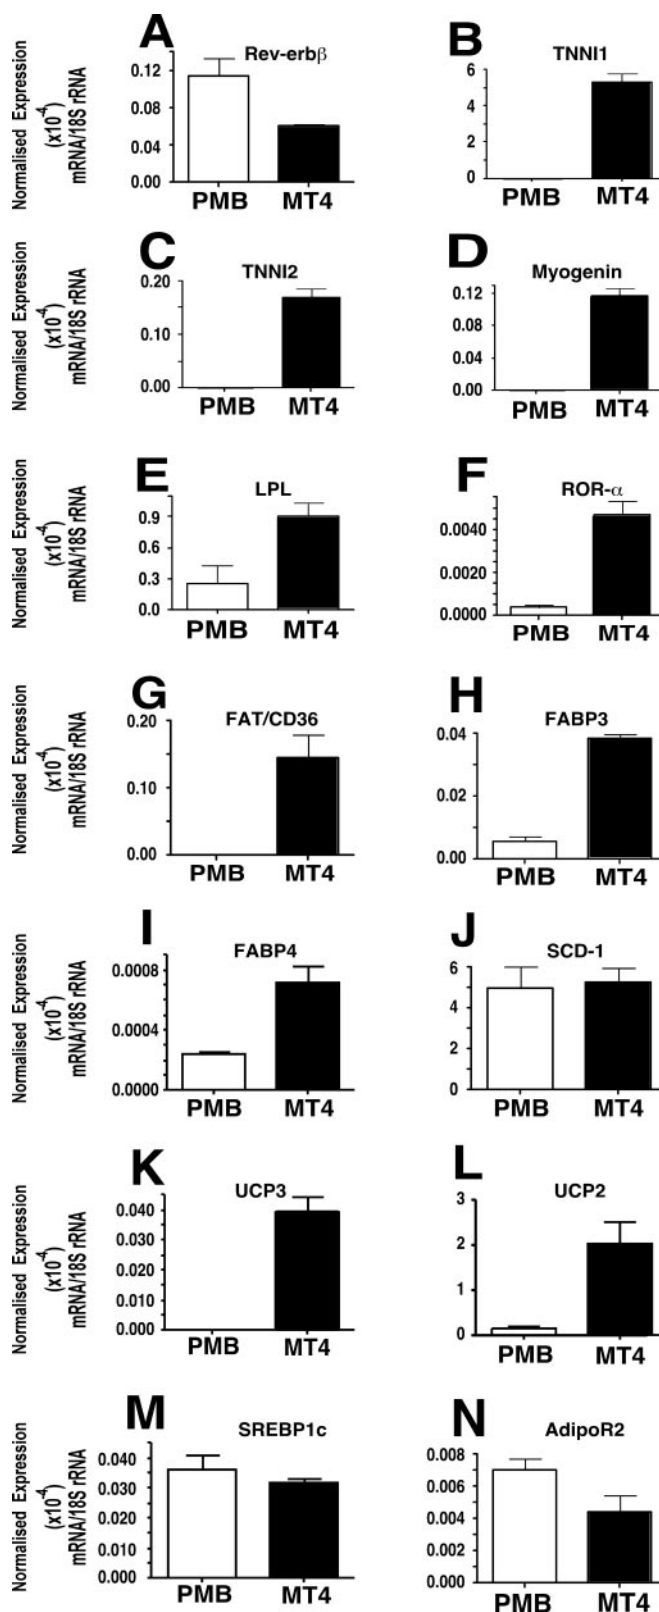 A
Rev-erbβ
Normalised Expression
(x10-4)
mRNA/18S rRNA
0.12
0.08
0.04
0.00
PMB MT4
B
TNNI1
6
4
2
0
PMB MT4
C
TNNI2
Normalised Expression
(x10-4)
mRNA/18S rRNA
0.20
0.10
0.00
PMB MT4
D
Myogenin
0.12
0.08
0.04
0.00
PMB MT4
E
LPL
Normalised Expression
(x10-4)
mRNA/18S rRNA
0.9
0.6
0.3
0.0
PMB MT4
F
ROR-α
0.0040
0.0020
0.0000
PMB MT4
G
FAT/CD36
Normalised Expression
(x10-4)
mRNA/18S rRNA
0.20
0.10
0.00
PMB MT4
H
FABP3
0.04
0.02
0.00
PMB MT4
I
FABP4
Normalised Expression
(x10-4)
mRNA/18S rRNA
0.0008
0.0004
0.0000
PMB MT4
J
SCD-1
6
4
2
0
PMB MT4
K
UCP3
Normalised Expression
(x10-4)
mRNA/18S rRNA
0.040
0.030
0.020
0.010
0.000
PMB MT4
L
UCP2
3
2
1
0
PMB MT4
M
SREBP1c
Normalised Expression
(x10-4)
mRNA/18S rRNA
0.040
0.030
0.020
0.010
0.000
PMB MT4
N
AdipoR2
0.008
0.006
0.004
0.002
0.000
PMB MT4